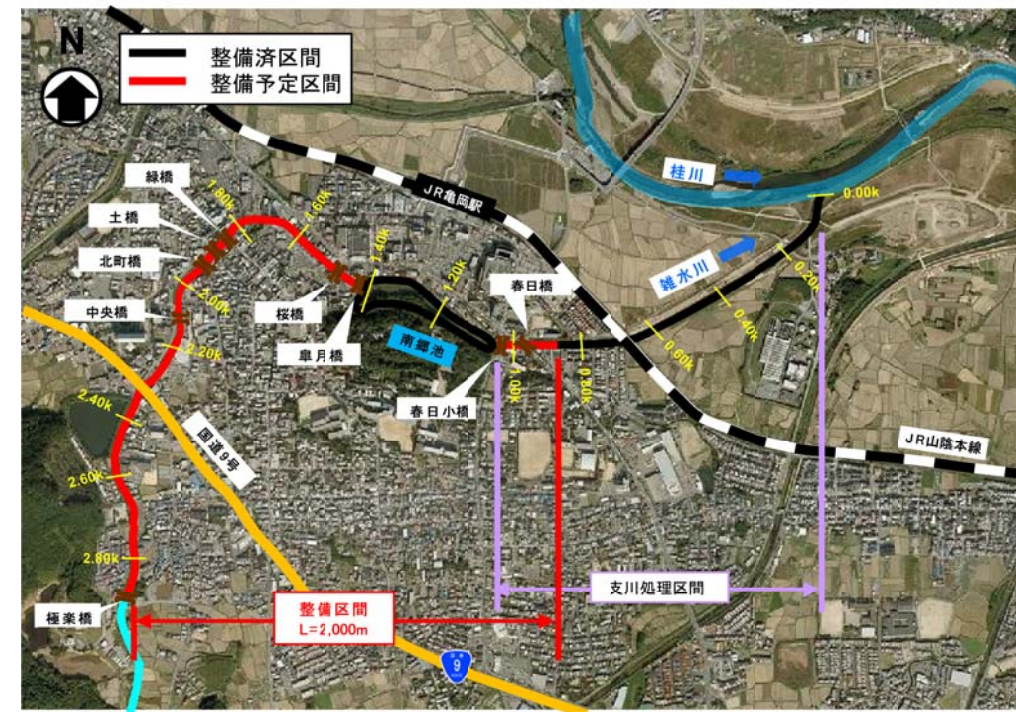 N
整備済区間
整備予定区間
桂川
0.00k
JR亀岡駅
緑橋
1.80k
1.60k
土橋
北町橋
2.00k
1.40k
1.20k
雑水川
0.20k
0.40k
春日橋
中央橋
桜橋
皐月橋
南郷池
0.60k
2.20k
1.00k
0.80k
春日小橋
2.40k
国道9号
JR山陰本線
2.60k
2.80k
極楽橋
整備区間
L=2,000m
支川処理区間
9